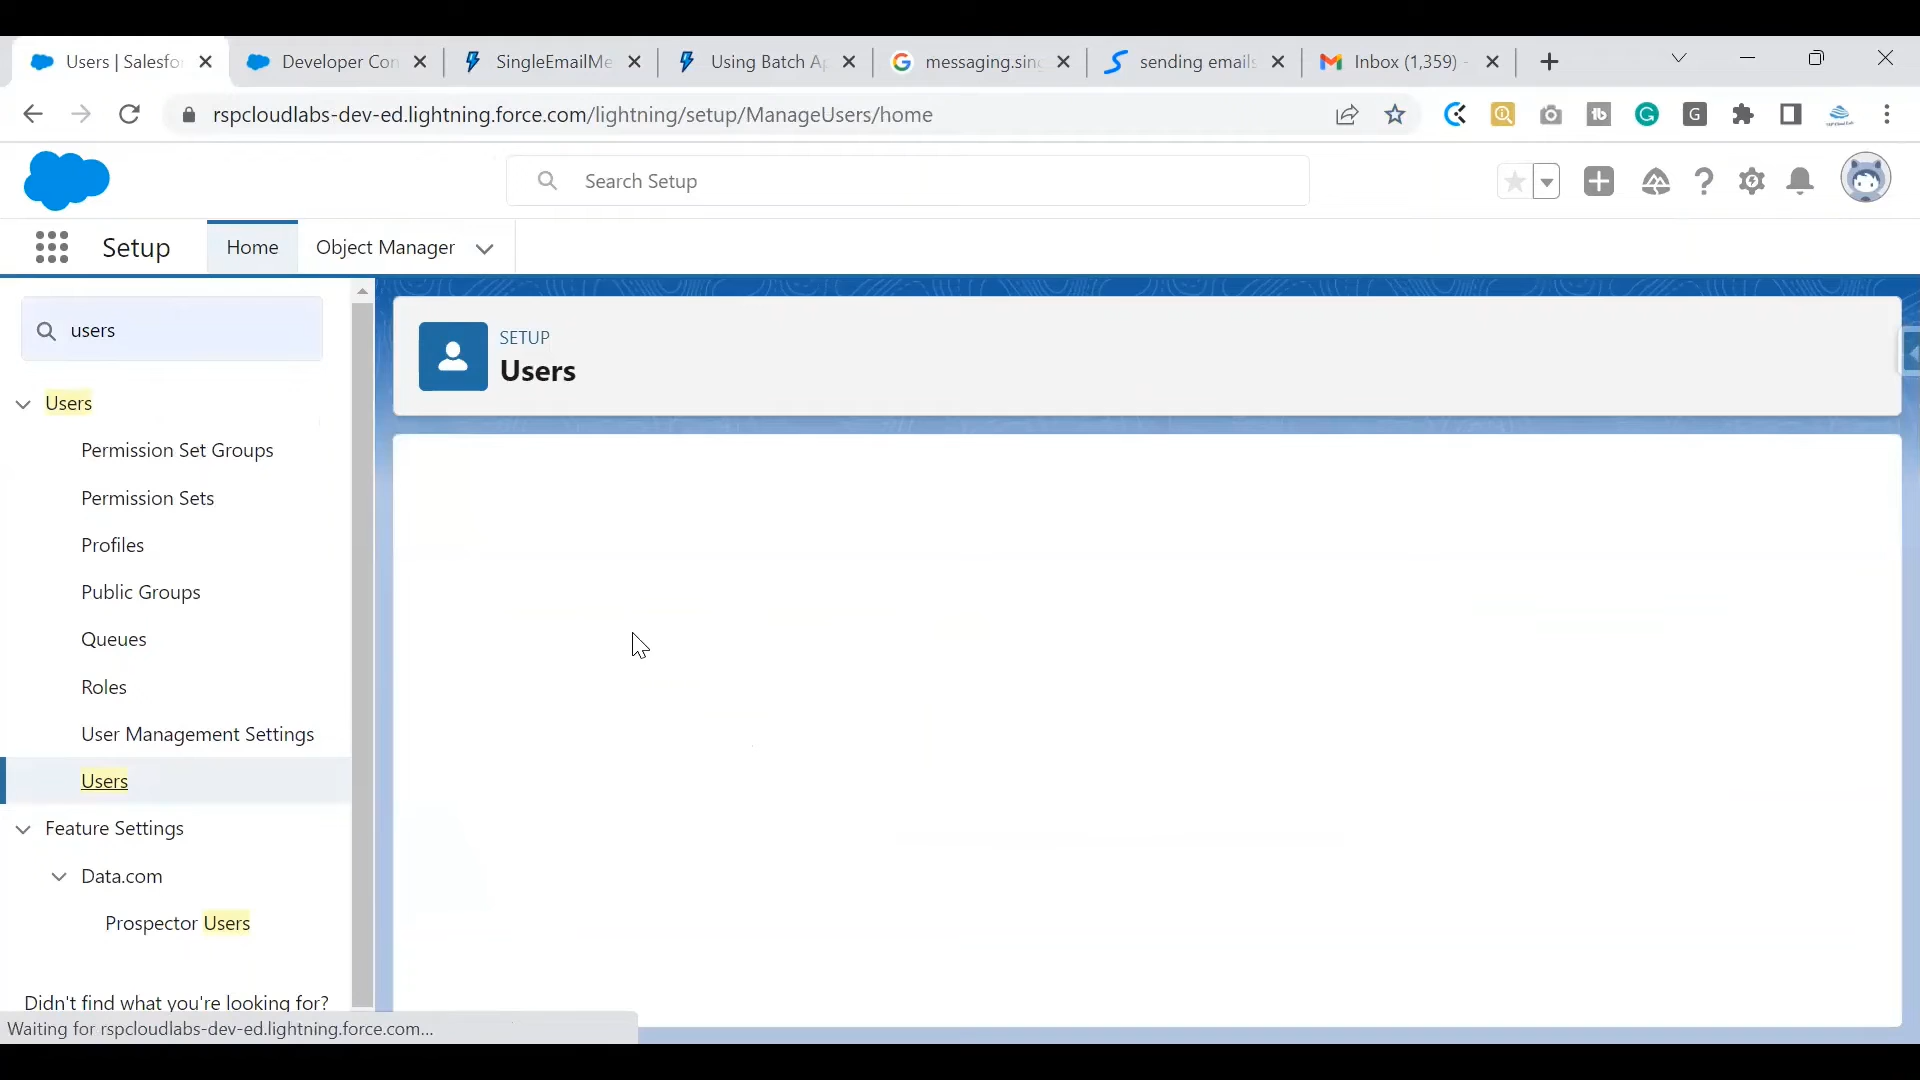 Users | Salesfo
Developer Con
SingleEmailMe
Using Batch Ap
messaging.sing
sending emails
Inbox (1,359) -
rspcloudlabs-dev-ed.lightning.force.com/lightning/setup/ManageUsers/home
Search Setup
Setup
Home
Object Manager
users
SETUP
Users
Users
Permission Set Groups
Permission Sets
Profiles
Public Groups
Queues
Roles
User Management Settings
Users
Feature Settings
Data.com
Prospector Users
Didn't find what you're looking for?
Waiting for rspcloudlabs-dev-ed.lightning.force.com...